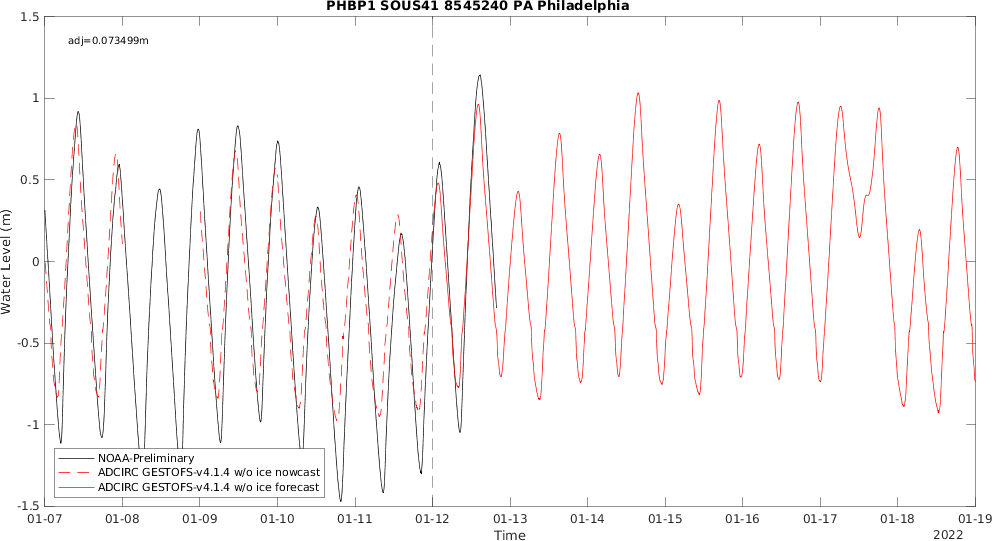 PHBP1 SOUS41 8545240 PA Philadelphia
1.5
adj=0.073499m
1
0.5
0
Water Level (m)
-0.5
-1
NOAA-Preliminary
ADCIRC GESTOFS-v4.1.4 w/o ice nowcast
ADCIRC GESTOFS-v4.1.4 w/o ice forecast
-1.5
01-07 01-08 01-09 01-10 01-11 01-12 01-13 01-14 01-15 01-16 01-17 01-18 01-19
Time
2022